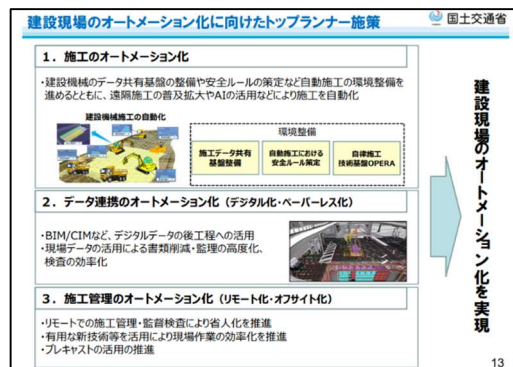 建設現場のオートメーション化に向けたトップランナー施策
国土交通省
1．施工のオートメーション化
・建設機械のデータ共有基盤の整備や安全ルールの策定など自動施工の環境整備を
進めるとともに、遠隔施工の普及拡大やAIの活用などにより施工を自動化
建設機械施工の自動化
環境整備
施工データ共有
基盤整備
自動施工における
安全ルール策定
自律施工
技術基盤OPERA
2．データ連携のオートメーション化（デジタル化・ペーパーレス化）
・BIM/CIMなど、デジタルデータの後工程への活用
・現場データの活用による書類削減・監理の高度化、
検査の効率化
3．施工管理のオートメーション化（リモート化・オフサイト化）
・リモートでの施工管理・監督検査により省人化を推進
・有用な新技術等を活用により現場作業の効率化を推進
・プレキャストの活用の推進
建設現場のオートメーション化を実現
13